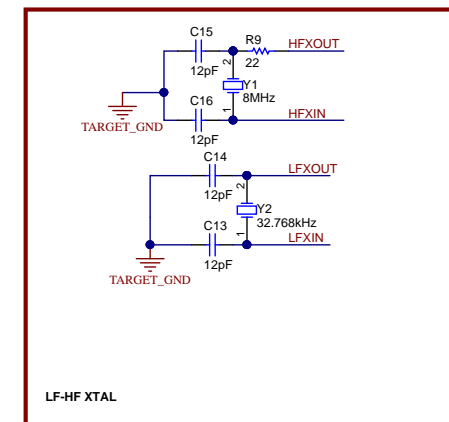 C15
R9
HFXOUT
12pF
22
2
Y1
8MHz
1
C16
HFXIN
TARGET_GND
12pF
C14
LFXOUT
12pF
2
Y2
32.768kHz
1
C13
LFXIN
12pF
TARGET_GND
LF-HF XTAL